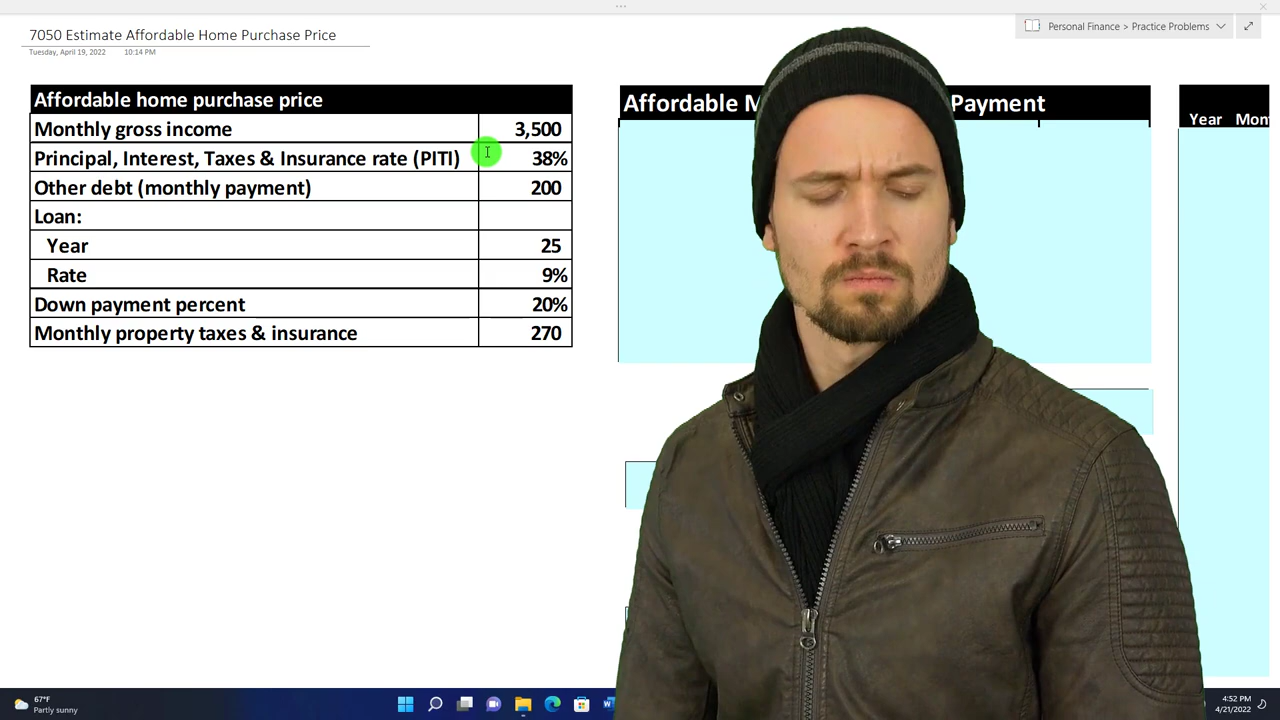 7050 Estimate Affordable Home Purchase Price
Tuesday, April 19, 2022 10:14 PM
Personal Finance > Practice Problems
Affordable home purchase price
Monthly gross income 3,500
Principal, Interest, Taxes & Insurance rate (PITI) 38%
Other debt (monthly payment) 200
Loan:
Year 25
Rate 9%
Down payment percent 20%
Monthly property taxes & insurance 270
Affordable M Payment
Year Mon
67°F
Partly sunny
4:52 PM
4/21/2022